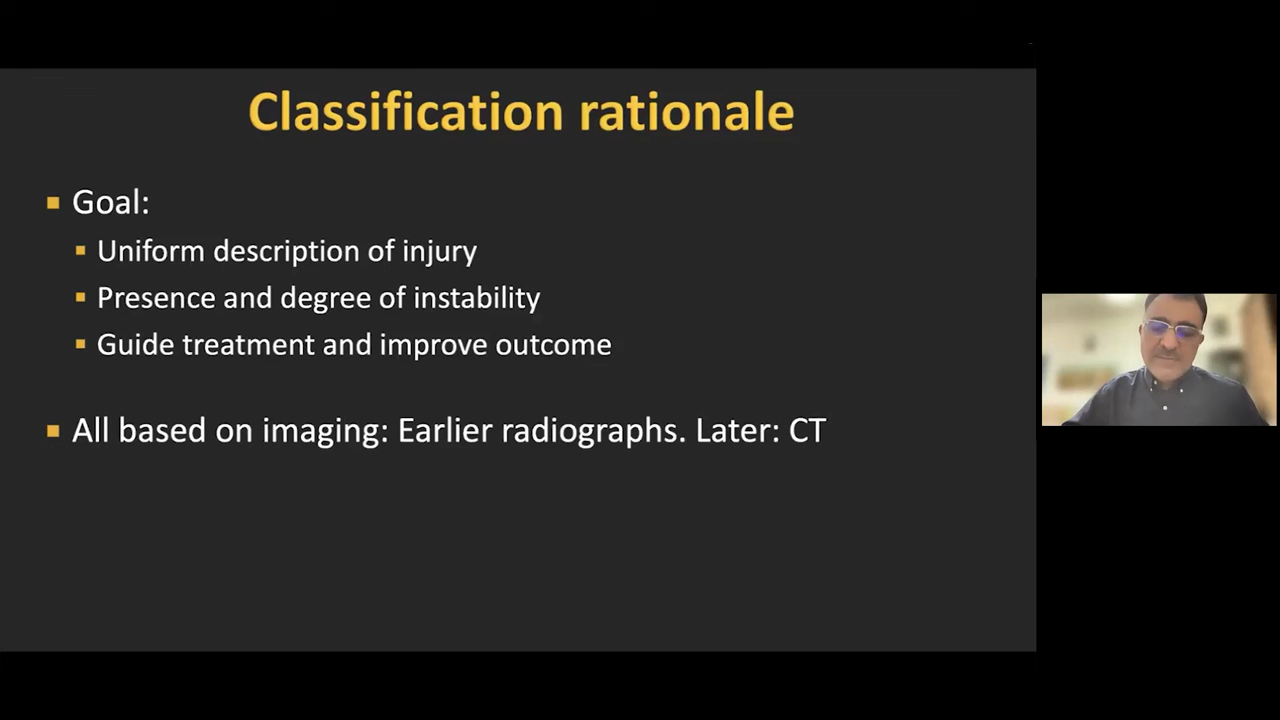 Classification rationale
Goal:
Uniform description of injury
Presence and degree of instability
Guide treatment and improve outcome
All based on imaging: Earlier radiographs. Later: CT